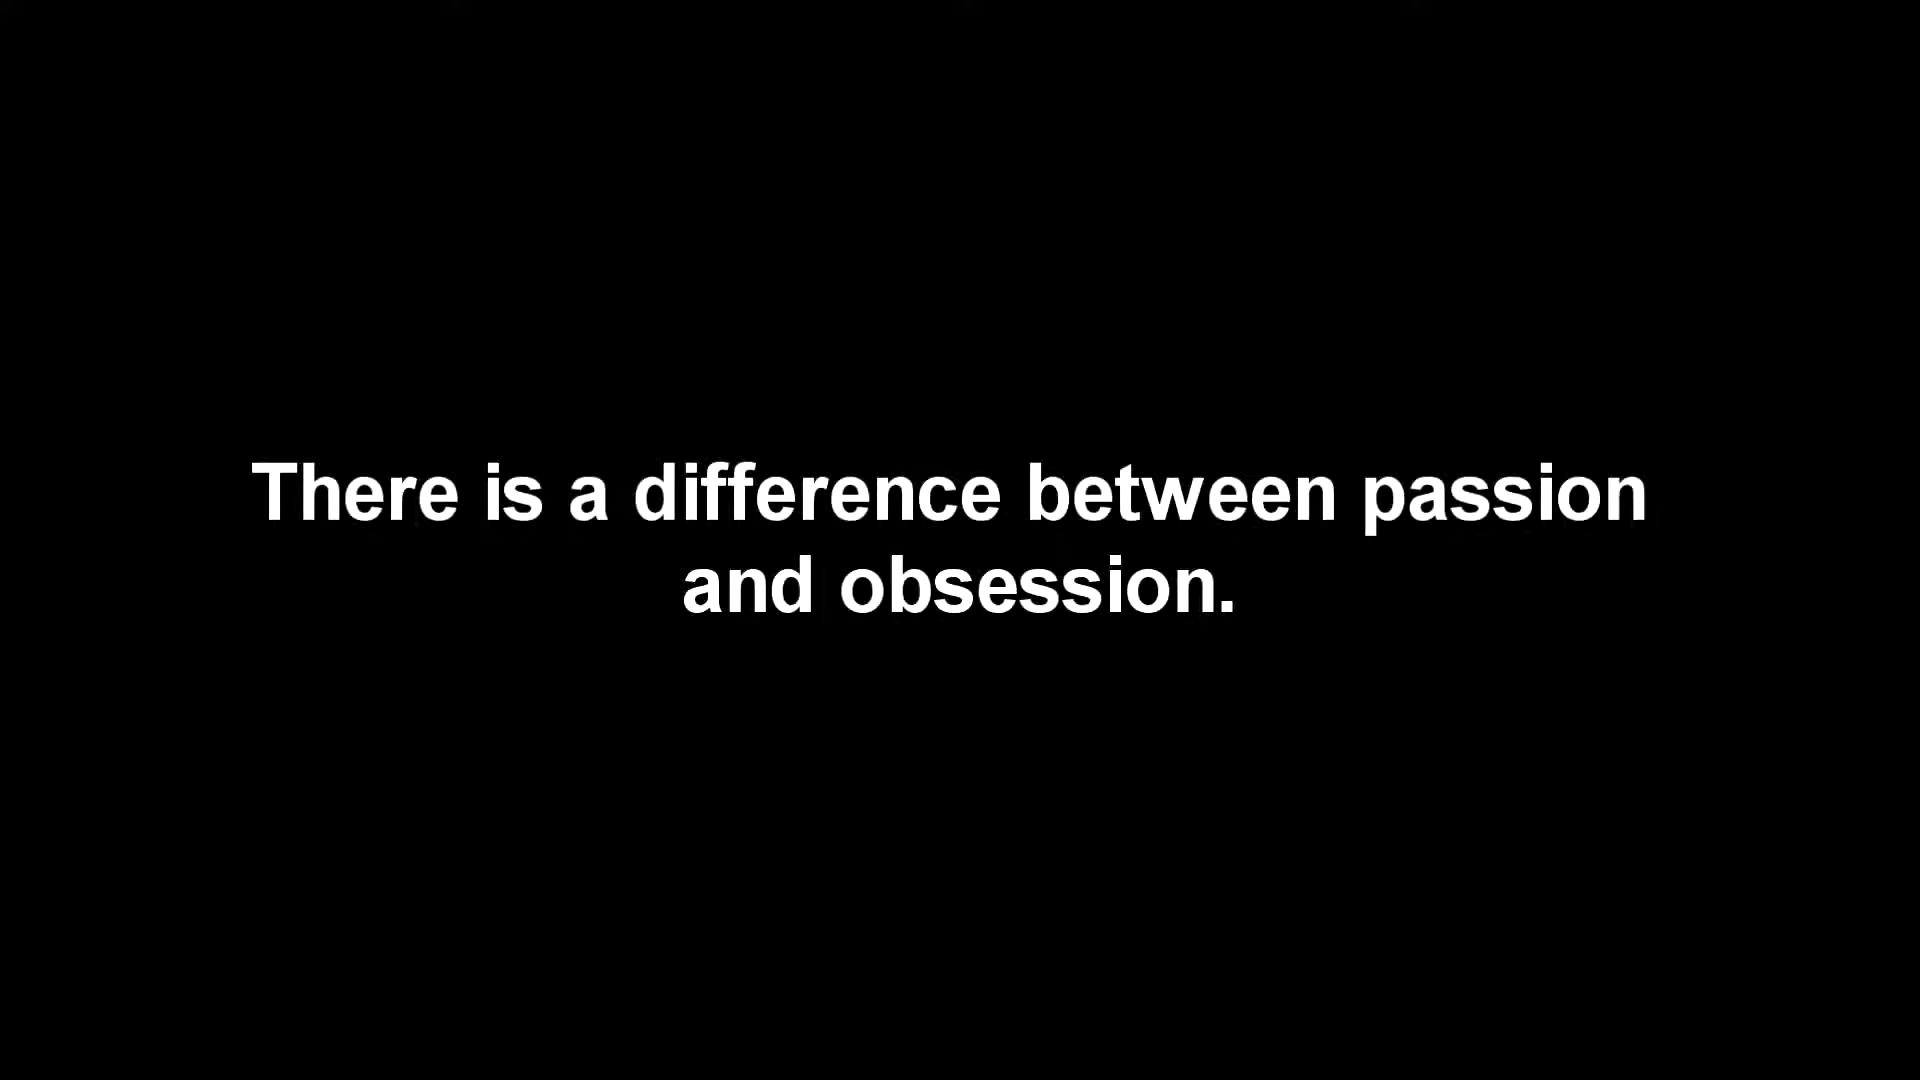 There is a difference between passion
and obsession.